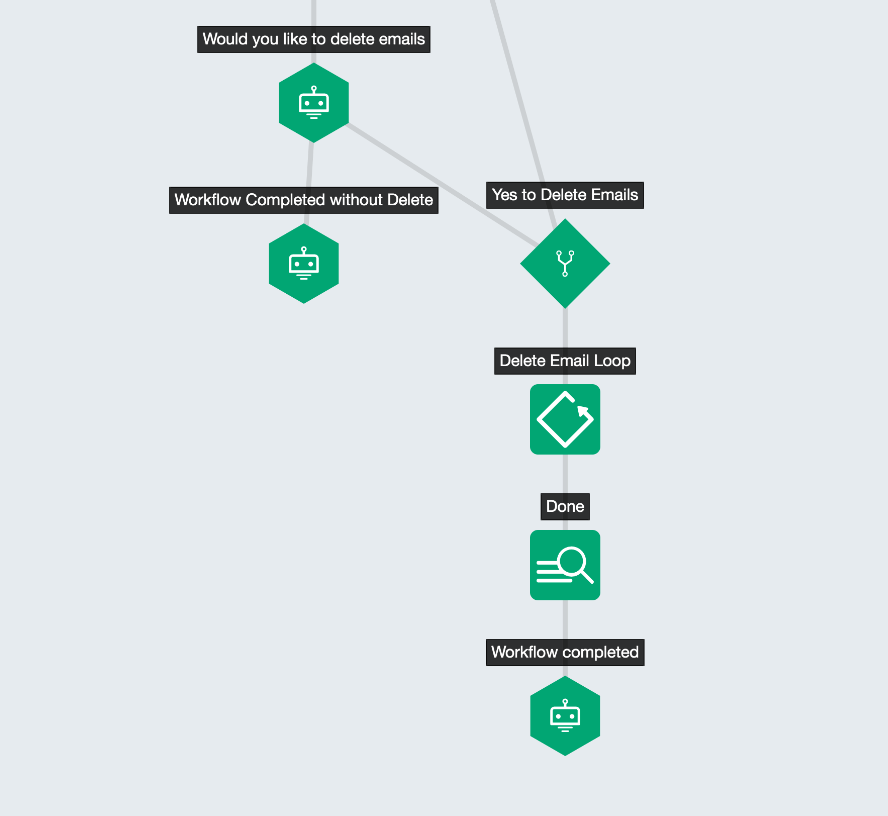 Would you like to delete emails
Workflow Completed without Delete
Yes to Delete Emails
Delete Email Loop
Done
Workflow completed